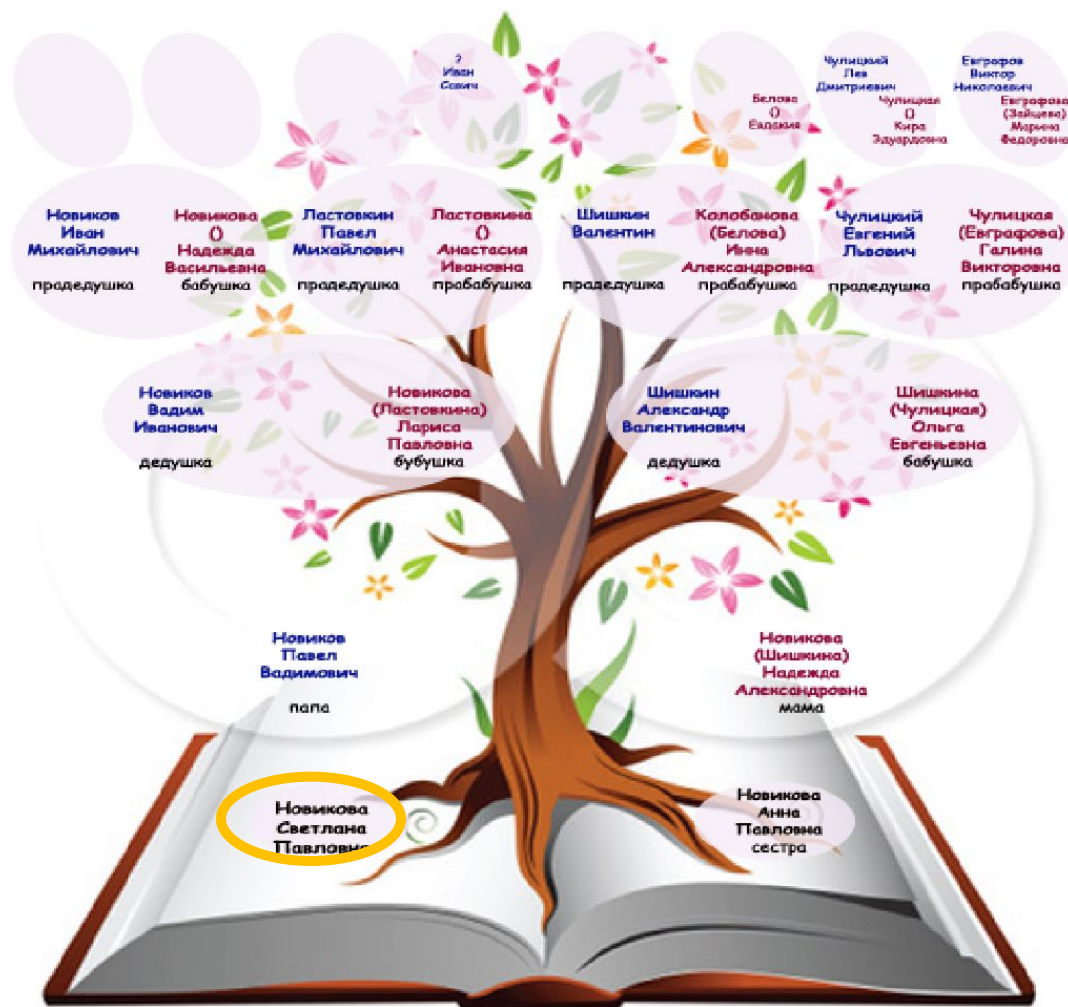 ?
Иван
Савич
Белова
()
Евдакия
Чулицкий
Лев
Дмитриевич
Чулицкая
()
Кира
Эдуардовна
Евграфов
Виктор
Николаевич
Евграфова
(Зайцева)
Марина
Федоровна
Новиков
Иван
Михайлович
прадедушка
Новикова
()
Надежда
Васильевна
бабушка
Ластовкин
Павел
Михайлович
прадедушка
Ластовкина
()
Анастасия
Ивановна
прабабушка
Шишкин
Валентин
прадедушка
Колобанова
(Белова)
Инна
Александровна
прабабушка
Чулицкий
Евгений
Львович
прадедушка
Чулицкая
(Евграфова)
Галина
Викторовна
прабабушка
Новиков
Вадим
Иванович
дедушка
Новикова
(Ластовкина)
Лариса
Павловна
бубушка
Шишкин
Александр
Валентинович
дедушка
Шишкина
(Чулицкая)
Ольга
Евгеньевна
бабушка
Новиков
Павел
Вадимович
папа
Новикова
(Шишкина)
Надежда
Александровна
мама
Новикова
Светлана
Павловна
Новикова
Анна
Павловна
сестра